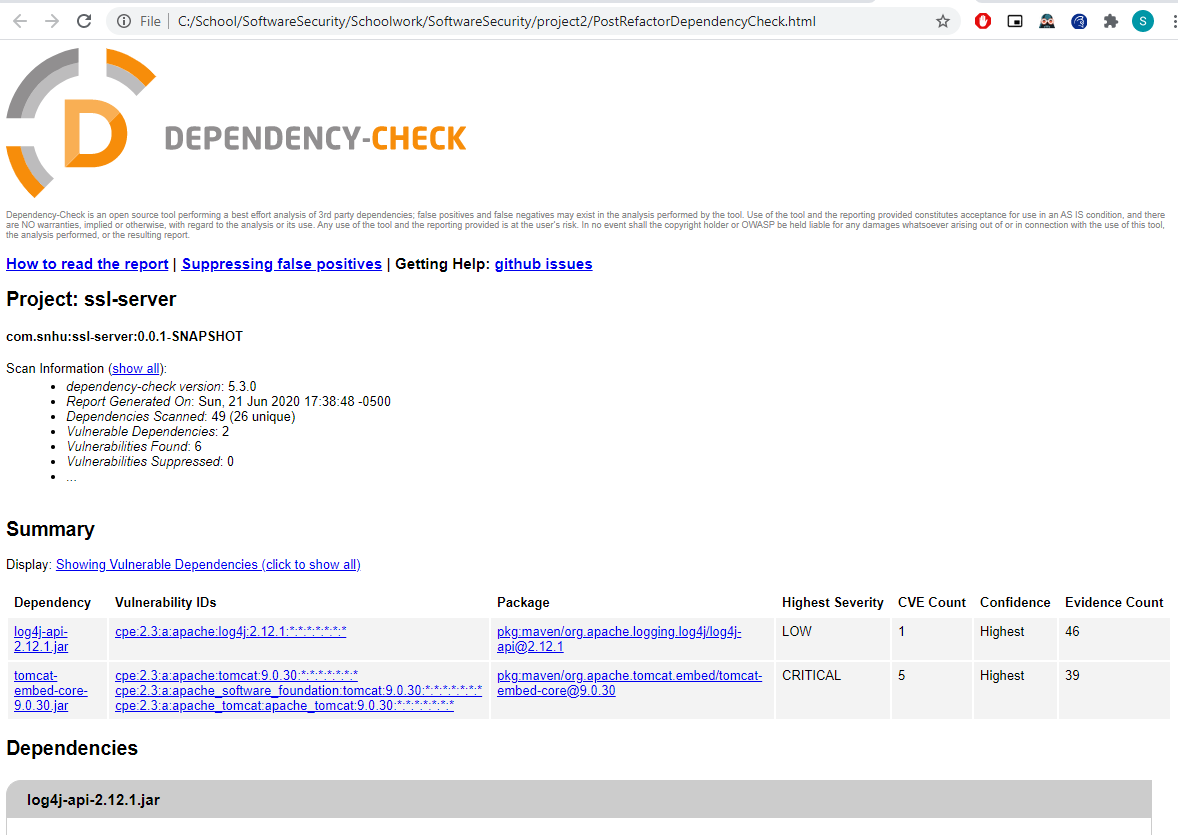 File | C:/School/SoftwareSecurity/Schoolwork/SoftwareSecurity/project2/PostRefactorDependencyCheck.html
S
D
DEPENDENCY-CHECK
Dependency-Check is an open source tool performing a best effort analysis of 3rd party dependencies; false positives and false negatives may exist in the analysis performed by the tool. Use of the tool and the reporting provided constitutes acceptance for use in an AS IS condition, and there
are NO warranties, implied or otherwise, with regard to the analysis or its use. Any use of the tool and the reporting provided is at the user's risk. In no event shall the copyright holder or OWASP be held liable for any damages whatsoever arising out of or in connection with the use of this tool,
the analysis performed, or the resulting report.
How to read the report | Suppressing false positives | Getting Help: github issues
Project: ssl-server
com.snhu:ssl-server:0.0.1-SNAPSHOT
Scan Information (show all):
• dependency-check version: 5.3.0
• Report Generated On: Sun, 21 Jun 2020 17:38:48 -0500
• Dependencies Scanned: 49 (26 unique)
• Vulnerable Dependencies: 2
• Vulnerabilities Found: 6
• Vulnerabilities Suppressed: 0
• ...
Summary
Display: Showing Vulnerable Dependencies (click to show all)
Dependency Vulnerability IDs Package Highest Severity CVE Count Confidence Evidence Count
log4j-api- cpe:2.3:a:apache:log4j:2.12.1:*:*:*:*:*:*:* pkg:maven/org.apache.logging.log4j/log4j- LOW 1 Highest 46
2.12.1.jar api@2.12.1
tomcat- cpe:2.3:a:apache:tomcat:9.0.30:*:*:*:*:*:*:* pkg:maven/org.apache.tomcat.embed/tomcat- CRITICAL 5 Highest 39
embed-core- cpe:2.3:a:apache_software_foundation:tomcat:9.0.30:*:*:*:*:*:*:* embed-core@9.0.30
9.0.30.jar cpe:2.3:a:apache_tomcat:apache_tomcat:9.0.30:*:*:*:*:*:*:*
Dependencies
log4j-api-2.12.1.jar